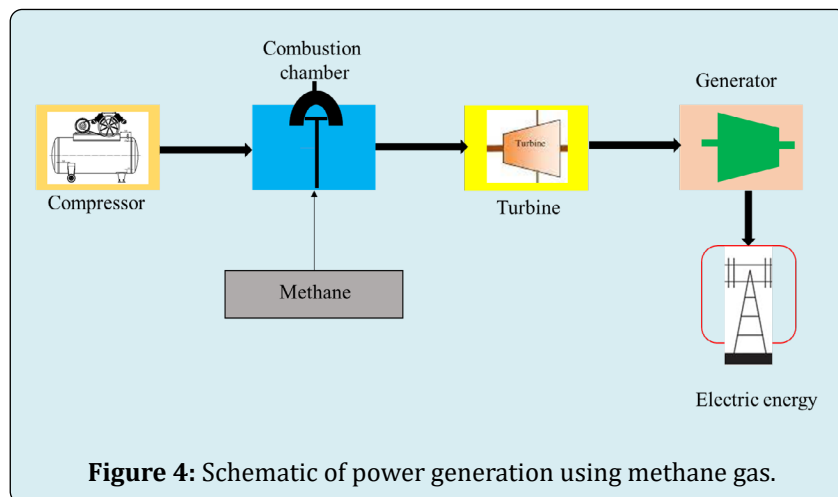 Combustion
chamber
Generator
Turbine
Compressor
Turbine
Methane
Electric energy
Figure 4: Schematic of power generation using methane gas.